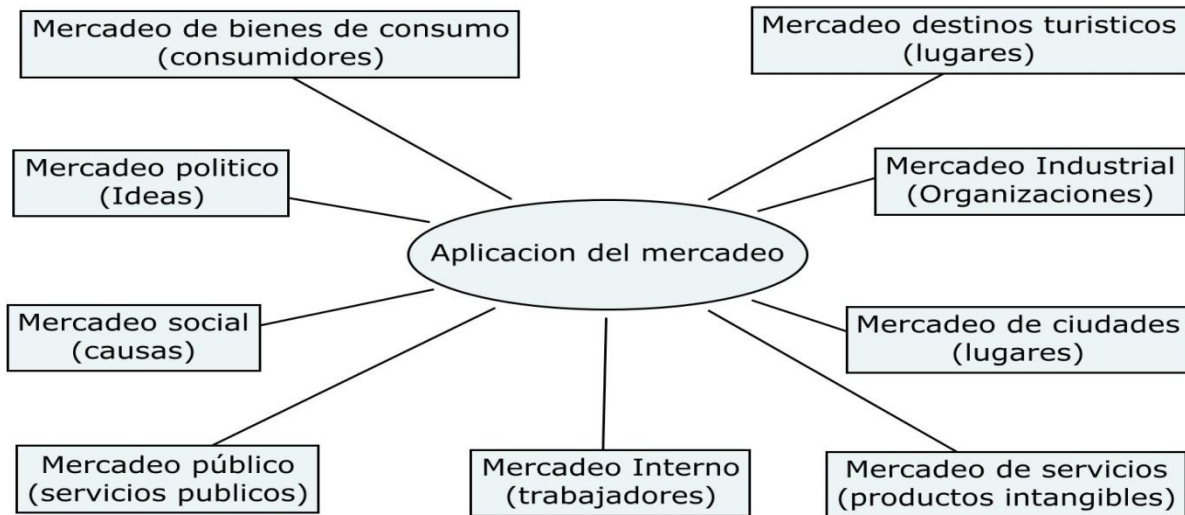 Mercadeo de bienes de consumo
(consumidores)
Mercadeo destinos turisticos
(lugares)
Mercadeo politico
(Ideas)
Mercadeo Industrial
(Organizaciones)
Aplicacion del mercadeo
Mercadeo social
(causas)
Mercadeo de ciudades
(lugares)
Mercadeo público
(servicios publicos)
Mercadeo Interno
(trabajadores)
Mercadeo de servicios
(productos intangibles)